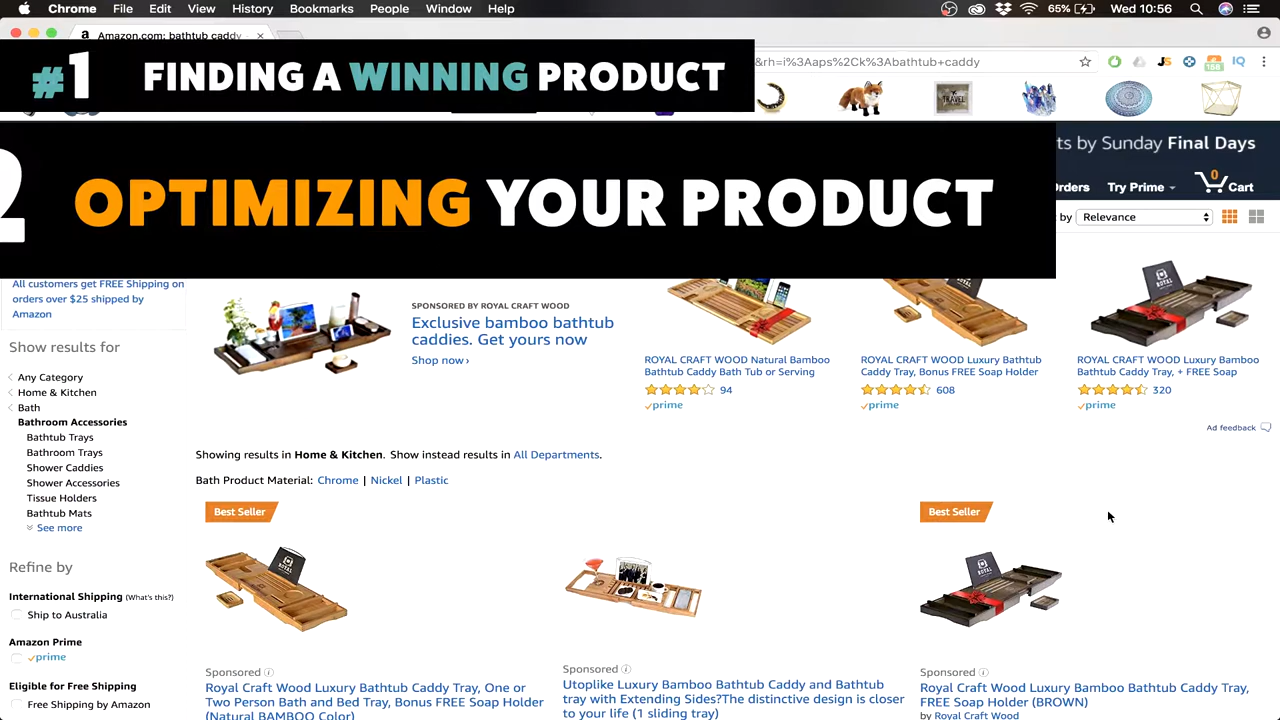 Chrome File Edit View History Bookmarks People Window Help 66% Wed 10:56
Amazon.com: bathtub caddy
#1 FINDING A WINNING PRODUCT
&rh=i%3Aaps%2Ck%3Abathtub+caddy
JS 188 IQ
TRAVEL
2 OPTIMIZING YOUR PRODUCT
ts by Sunday Final Days
Orders Try Prime 0 Cart
by Relevance
All customers get FREE Shipping on
orders over $25 shipped by
Amazon
Show results for
Any Category
Home & Kitchen
Bath
Bathroom Accessories
Bathtub Trays
Bathroom Trays
Shower Caddies
Shower Accessories
Tissue Holders
Bathtub Mats
See more
Refine by
International Shipping (What's this?)
Ship to Australia
Amazon Prime
prime
Eligible for Free Shipping
Free Shipping by Amazon
SPONSORED BY ROYAL CRAFT WOOD
Exclusive bamboo bathtub
caddies. Get yours now
Shop now ›
ROYAL CRAFT WOOD Natural Bamboo
Bathtub Caddy Bath Tub or Serving
94
prime
ROYAL CRAFT WOOD Luxury Bathtub
Caddy Tray, Bonus FREE Soap Holder
608
prime
ROYAL CRAFT WOOD Luxury Bamboo
Bathtub Caddy Tray, + FREE Soap
320
prime
Ad feedback
Showing results in Home & Kitchen. Show instead results in All Departments.
Bath Product Material: Chrome | Nickel | Plastic
Best Seller
ROYAL
Sponsored
Royal Craft Wood Luxury Bathtub Caddy Tray, One or
Two Person Bath and Bed Tray, Bonus FREE Soap Holder
(Natural BAMBOO Color)
Sponsored
Utoplike Luxury Bamboo Bathtub Caddy and Bathtub
tray with Extending Sides?The distinctive design is closer
to your life (1 sliding tray)
Best Seller
ROYAL
Sponsored
Royal Craft Wood Luxury Bamboo Bathtub Caddy Tray,
FREE Soap Holder (BROWN)
by Royal Craft Wood